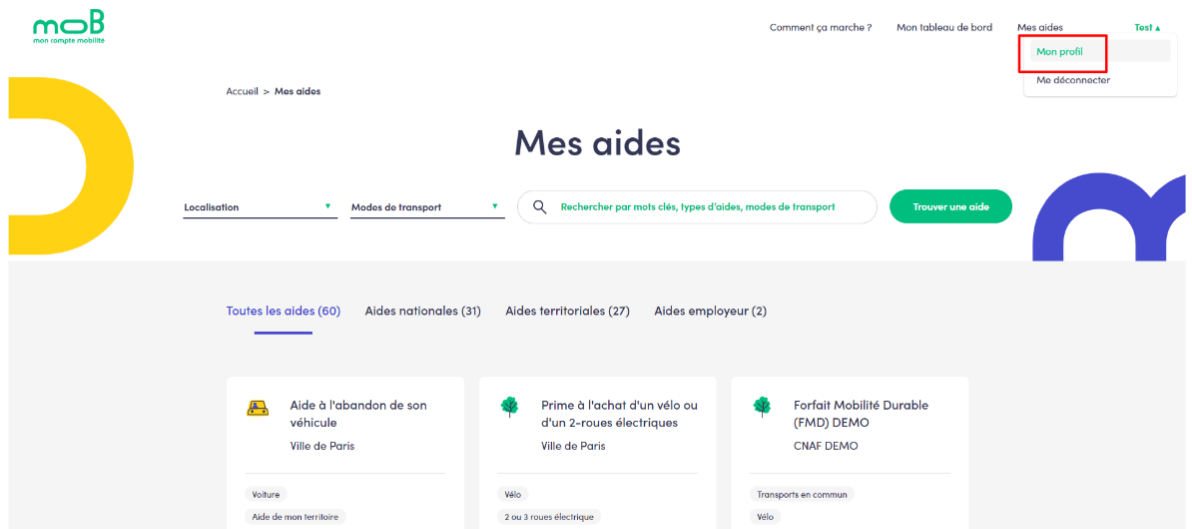 moB
mon compte mobilité
Comment ça marche ?
Mon tableau de bord
Mes aides
Test ▲
Mon profil
Me déconnecter
Accueil > Mes aides
Mes aides
Localisation ▼
Modes de transport ▼
Rechercher par mots clés, types d'aides, modes de transport
Trouver une aide
Toutes les aides (60)
Aides nationales (31)
Aides territoriales (27)
Aides employeur (2)
Aide à l'abandon de son
véhicule
Ville de Paris
Voiture
Aide de mon territoire
Prime à l'achat d'un vélo ou
d'un 2-roues électriques
Ville de Paris
Vélo
2 ou 3 roues électrique
Forfait Mobilité Durable
(FMD) DEMO
CNAF DEMO
Transports en commun
Vélo